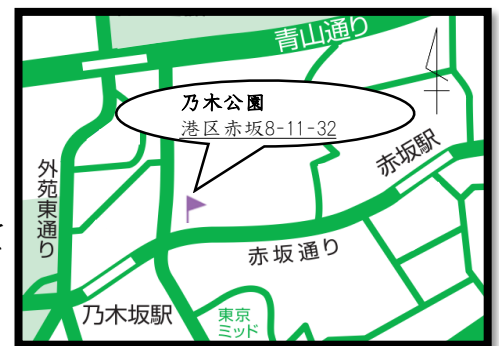 青山通り
乃木公園
港区赤坂8-11-32
赤坂駅
外苑東通り
赤坂通り
乃木坂駅
東京
ミッド